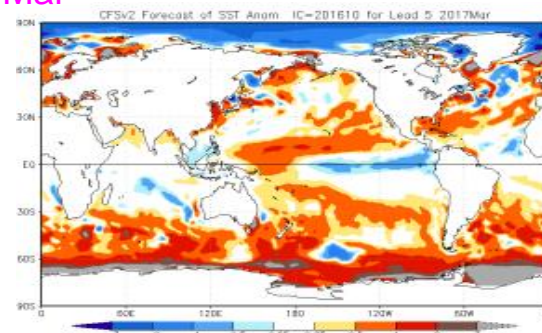 Mar
CFSv2 Forecast of SST Anom IC=201610 for Lead 5 2017Mar
90N
60N
30N
EQ
30S
60S
90S
0 60E 120E 180 120W 60W